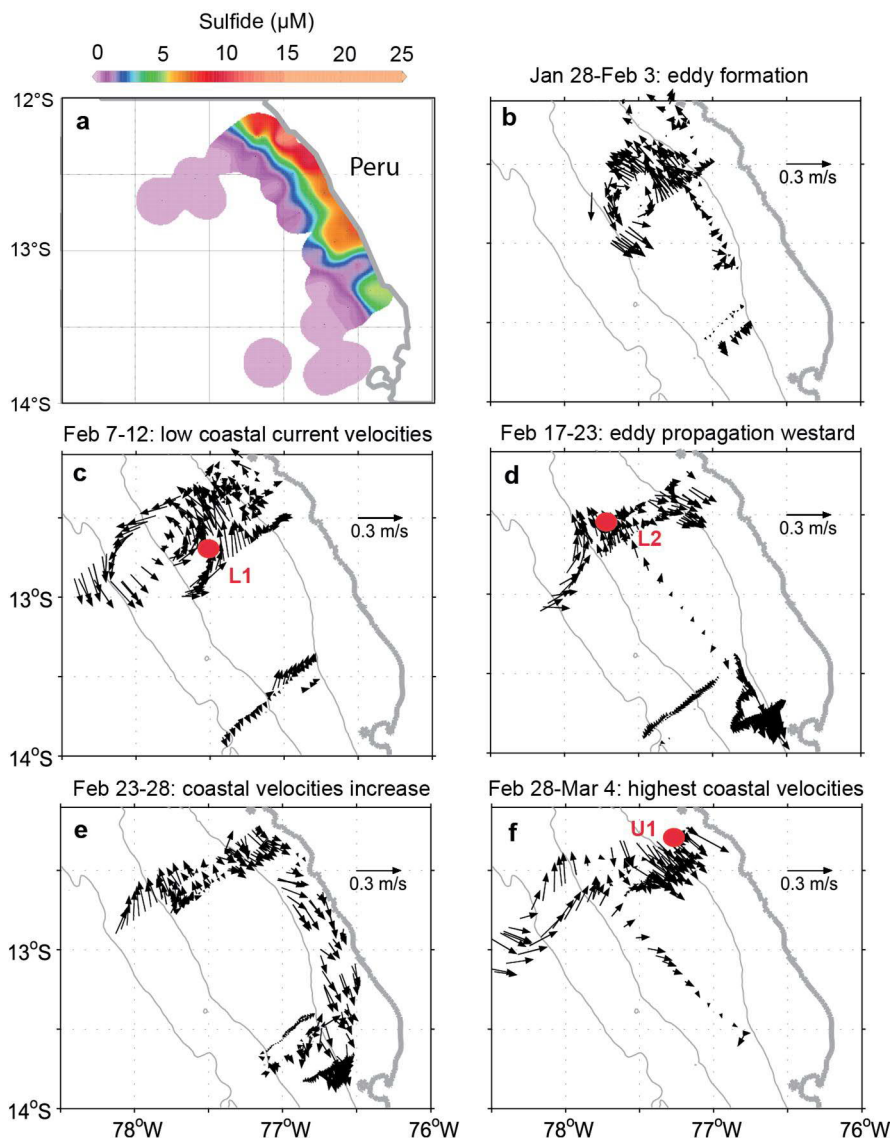 Sulfide (µM)
0 5 10 15 20 25
12°S
a
Peru
13°S
14°S
Jan 28-Feb 3: eddy formation
b
0.3 m/s
Feb 7-12: low coastal current velocities
c
0.3 m/s
L1
13°S
14°S
Feb 17-23: eddy propagation westard
d
0.3 m/s
L2
Feb 23-28: coastal velocities increase
e
0.3 m/s
13°S
14°S
78°W 77°W 76°W
Feb 28-Mar 4: highest coastal velocities
f
U1
0.3 m/s
78°W 77°W 76°W